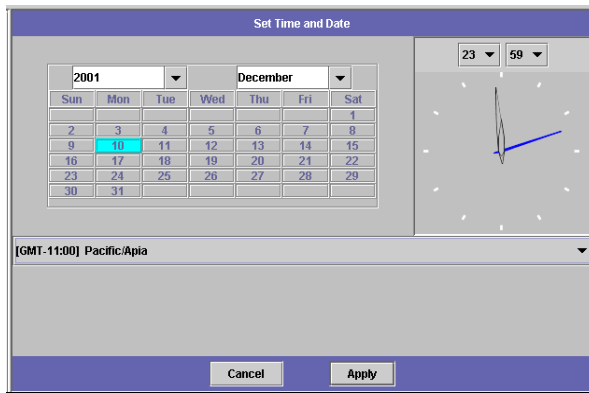 Set Time and Date
23 59
2001 December
Sun Mon Tue Wed Thu Fri Sat
1
2 3 4 5 6 7 8
9 10 11 12 13 14 15
16 17 18 19 20 21 22
23 24 25 26 27 28 29
30 31
[GMT-11:00] Pacific/Apia
Cancel Apply